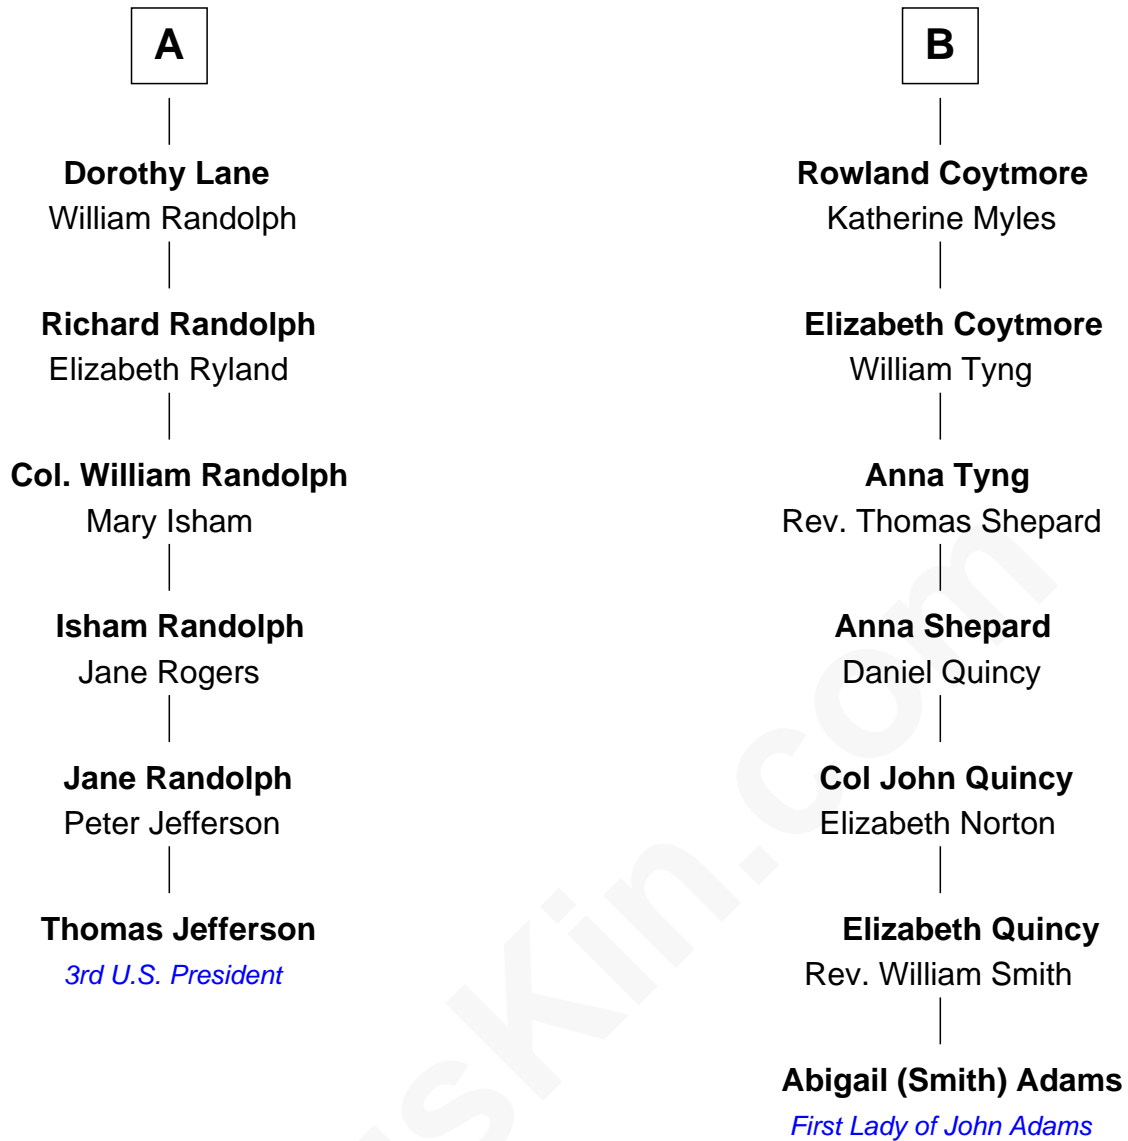 A
Dorothy Lane
William Randolph
Richard Randolph
Elizabeth Ryland
Col. William Randolph
Mary Isham
Isham Randolph
Jane Rogers
Jane Randolph
Peter Jefferson
Thomas Jefferson
3rd U.S. President
B
Rowland Coytmore
Katherine Myles
Elizabeth Coytmore
William Tyng
Anna Tyng
Rev. Thomas Shepard
Anna Shepard
Daniel Quincy
Col John Quincy
Elizabeth Norton
Elizabeth Quincy
Rev. William Smith
Abigail (Smith) Adams
First Lady of John Adams
sKin.com